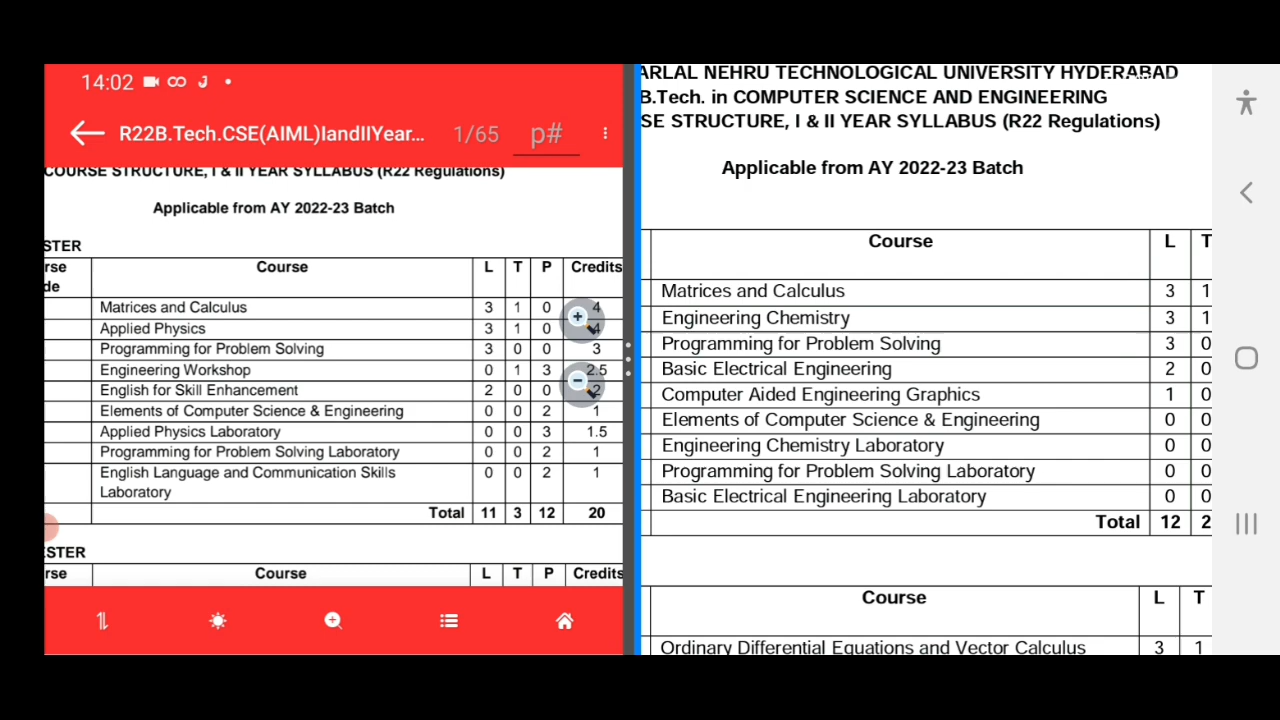 14:02
R22B.Tech.CSE(AIML)IandIIYear... 1/65 p#
COURSE STRUCTURE, I & II YEAR SYLLABUS (R22 Regulations)
Applicable from AY 2022-23 Batch
STER
rse Course L T P Credits
de
Matrices and Calculus 3 1 0 4
Applied Physics 3 1 0 4
Programming for Problem Solving 3 0 0 3
Engineering Workshop 0 1 3 2.5
English for Skill Enhancement 2 0 0 2
Elements of Computer Science & Engineering 0 0 2 1
Applied Physics Laboratory 0 0 3 1.5
Programming for Problem Solving Laboratory 0 0 2 1
English Language and Communication Skills 0 0 2 1
Laboratory
Total 11 3 12 20
STER
rse Course L T P Credits
ARLAL NEHRU TECHNOLOGICAL UNIVERSITY HYDERABAD
B.Tech. in COMPUTER SCIENCE AND ENGINEERING
SE STRUCTURE, I & II YEAR SYLLABUS (R22 Regulations)
Applicable from AY 2022-23 Batch
Course L T
Matrices and Calculus 3 1
Engineering Chemistry 3 1
Programming for Problem Solving 3 0
Basic Electrical Engineering 2 0
Computer Aided Engineering Graphics 1 0
Elements of Computer Science & Engineering 0 0
Engineering Chemistry Laboratory 0 0
Programming for Problem Solving Laboratory 0 0
Basic Electrical Engineering Laboratory 0 0
Total 12 2
Course L T
Ordinary Differential Equations and Vector Calculus 3 1